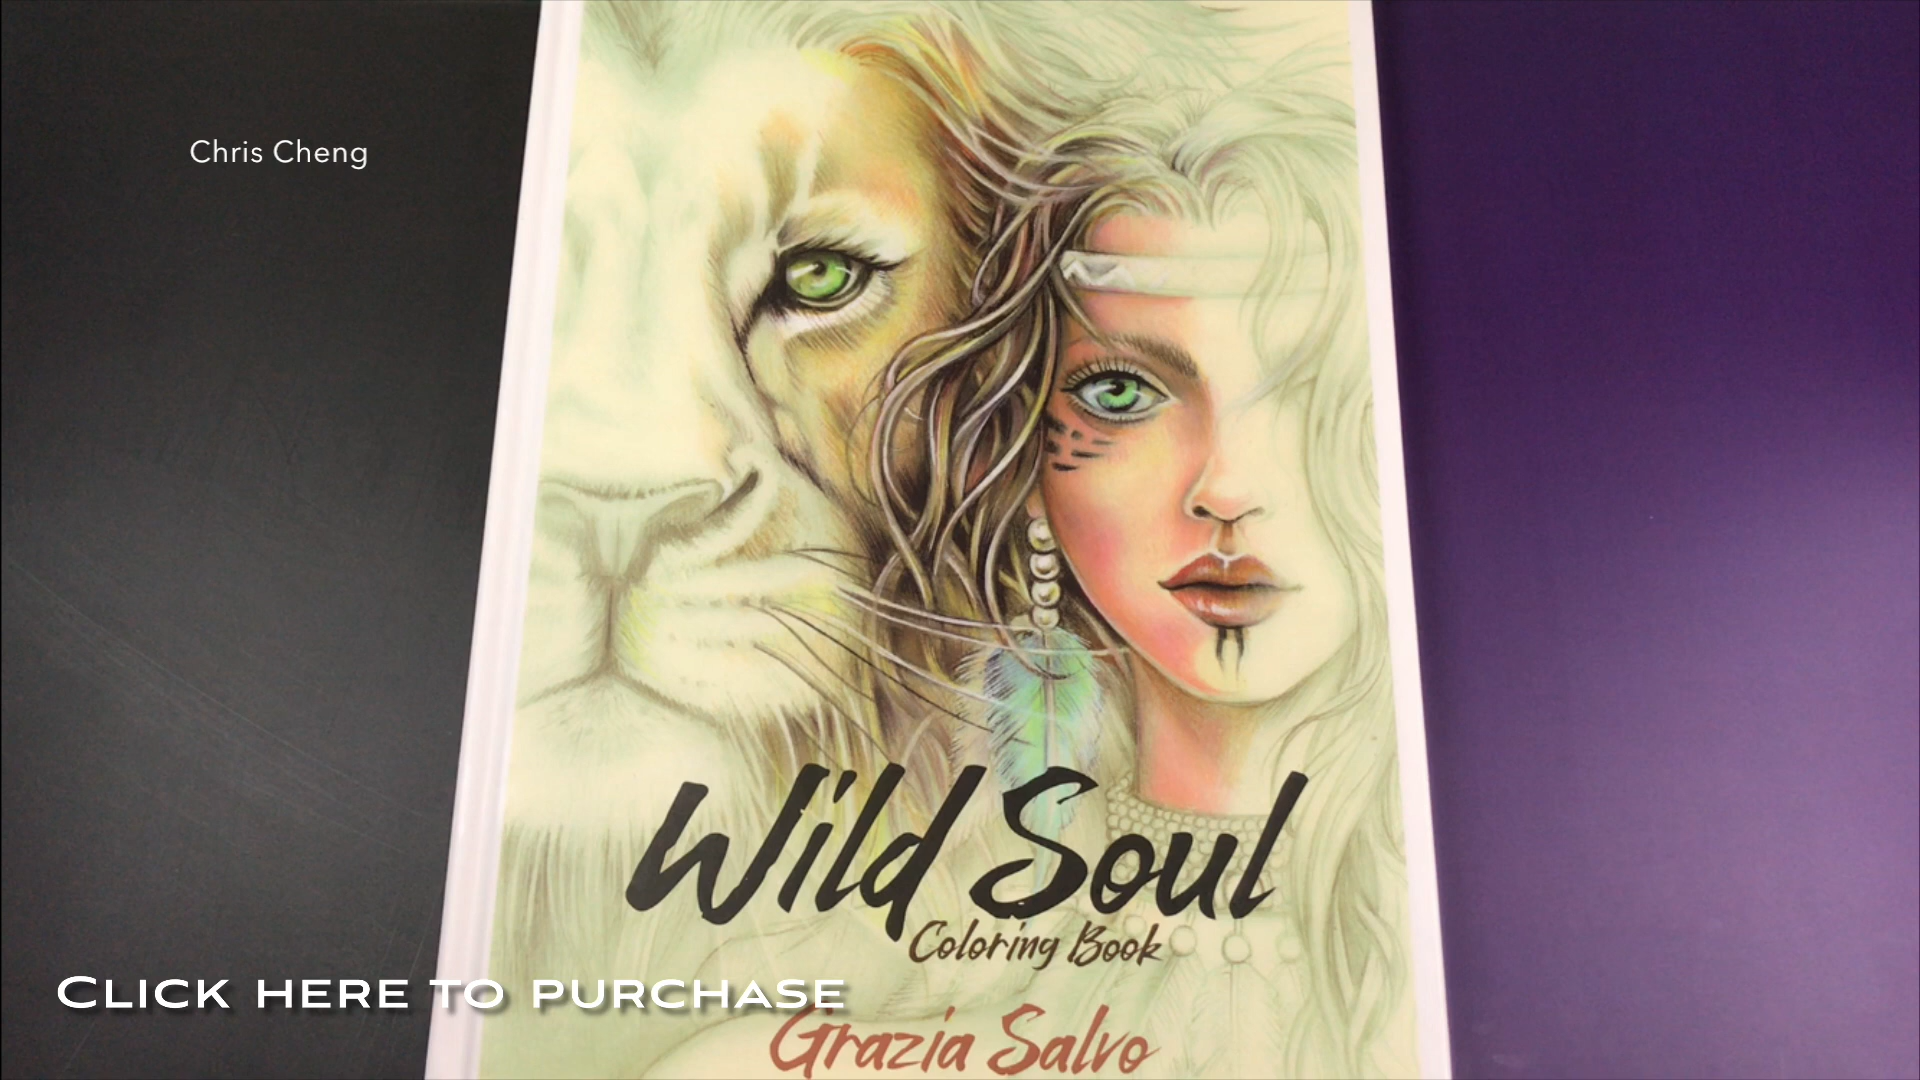 Chris Cheng
Wild Soul
Coloring Book
Click here to purchase
Grazia Salvo